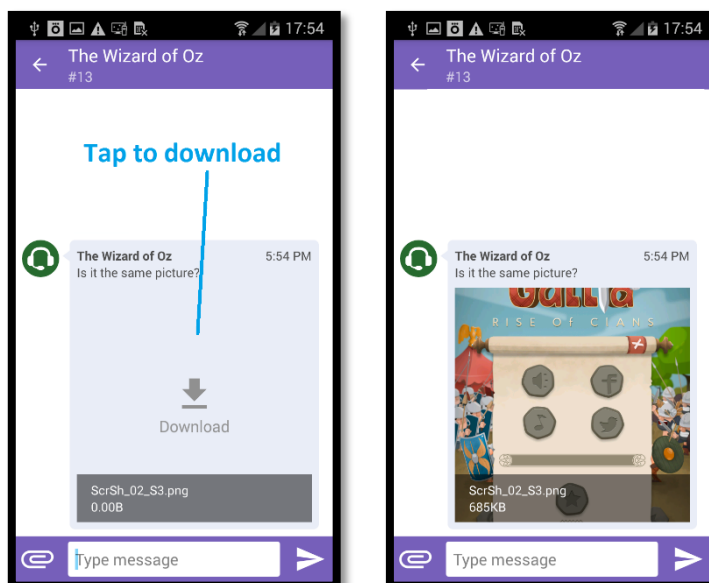 17:54
The Wizard of Oz
#13
Tap to download
The Wizard of Oz 5:54 PM
Is it the same picture?
Download
ScrSh_02_S3.png
0.00B
Type message
17:54
The Wizard of Oz
#13
The Wizard of Oz 5:54 PM
Is it the same picture?
Gallia
RISE OF CLANS
ScrSh_02_S3.png
685KB
Type message